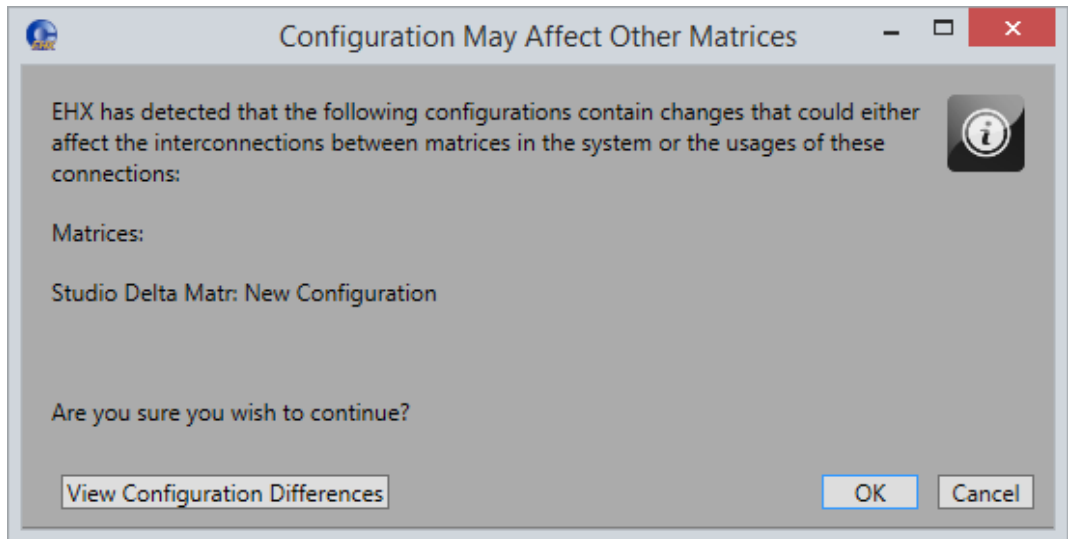 Configuration May Affect Other Matrices
EHX has detected that the following configurations contain changes that could either
affect the interconnections between matrices in the system or the usages of these
connections:
Matrices:
Studio Delta Matr: New Configuration
Are you sure you wish to continue?
View Configuration Differences
OK
Cancel